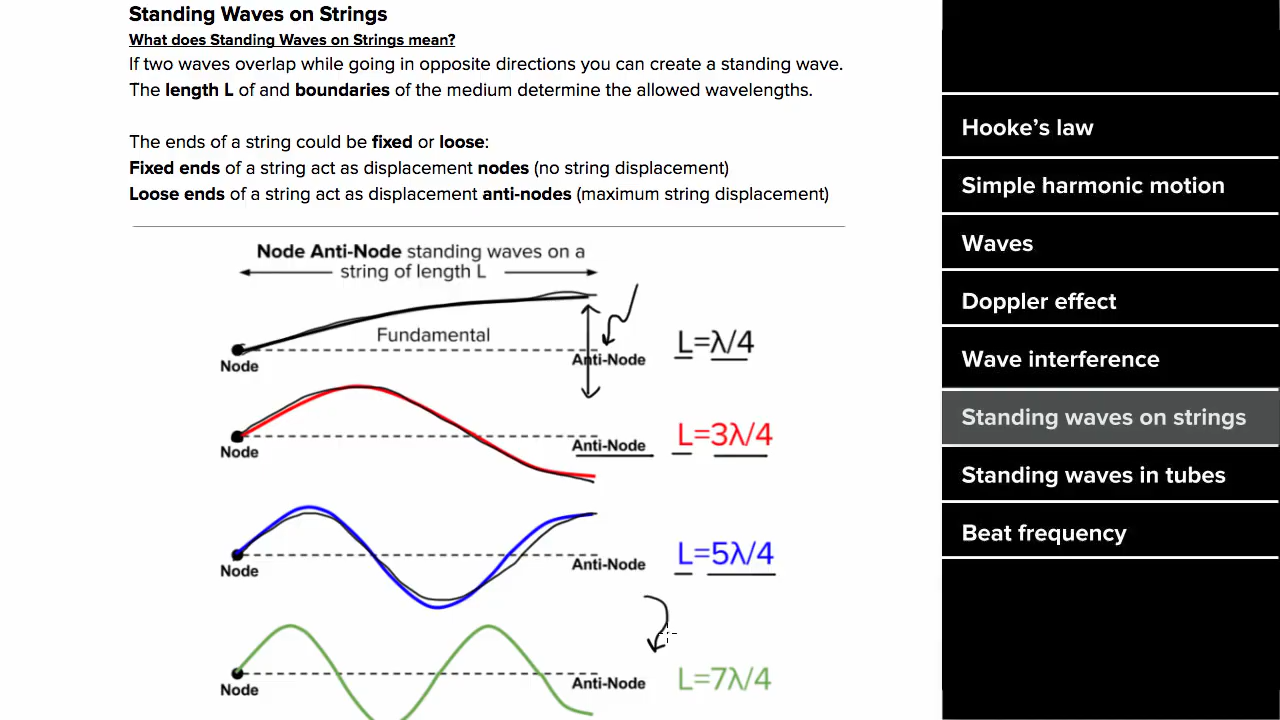 Standing Waves on Strings
What does Standing Waves on Strings mean?
If two waves overlap while going in opposite directions you can create a standing wave.
The length L of and boundaries of the medium determine the allowed wavelengths.
The ends of a string could be fixed or loose:
Fixed ends of a string act as displacement nodes (no string displacement)
Loose ends of a string act as displacement anti-nodes (maximum string displacement)
Node Anti-Node standing waves on a
string of length L
Fundamental
Node
Anti-Node
L=λ/4
Node
Anti-Node
L=3λ/4
Node
Anti-Node
L=5λ/4
Node
Anti-Node
L=7λ/4
Hooke’s law
Simple harmonic motion
Waves
Doppler effect
Wave interference
Standing waves on strings
Standing waves in tubes
Beat frequency